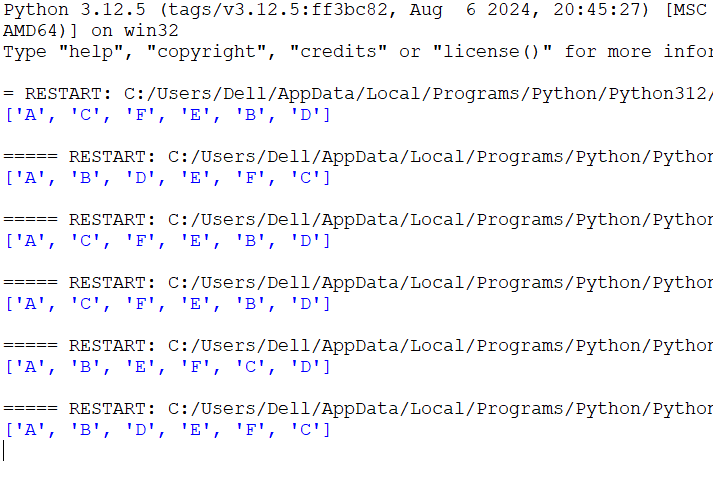 Python 3.12.5 (tags/v3.12.5:ff3bc82, Aug  6 2024, 20:45:27) [MSC
AMD64)] on win32
Type "help", "copyright", "credits" or "license()" for more infor
= RESTART: C:/Users/Dell/AppData/Local/Programs/Python/Python312/
['A', 'C', 'F', 'E', 'B', 'D']
===== RESTART: C:/Users/Dell/AppData/Local/Programs/Python/Python
['A', 'B', 'D', 'E', 'F', 'C']
===== RESTART: C:/Users/Dell/AppData/Local/Programs/Python/Python
['A', 'C', 'F', 'E', 'B', 'D']
===== RESTART: C:/Users/Dell/AppData/Local/Programs/Python/Python
['A', 'C', 'F', 'E', 'B', 'D']
===== RESTART: C:/Users/Dell/AppData/Local/Programs/Python/Python
['A', 'B', 'E', 'F', 'C', 'D']
===== RESTART: C:/Users/Dell/AppData/Local/Programs/Python/Python
['A', 'B', 'D', 'E', 'F', 'C']